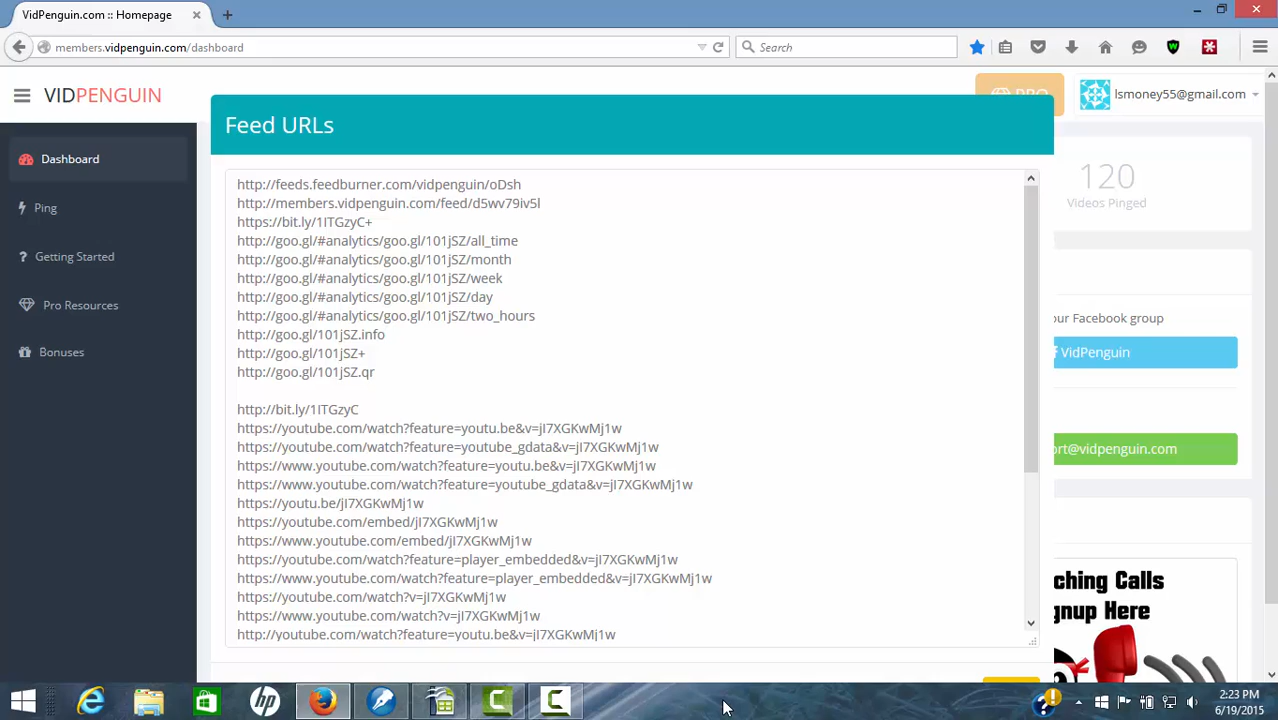 VidPenguin.com :: Homepage
members.vidpenguin.com/dashboard
Search
VIDPENGUIN
PRO
lsmoney55@gmail.com
Feed URLs
Dashboard
Ping
Getting Started
Pro Resources
Bonuses
http://feeds.feedburner.com/vidpenguin/oDsh
http://members.vidpenguin.com/feed/d5wv79iv5l
https://bit.ly/1ITGzyC+
http://goo.gl/#analytics/goo.gl/101jSZ/all_time
http://goo.gl/#analytics/goo.gl/101jSZ/month
http://goo.gl/#analytics/goo.gl/101jSZ/week
http://goo.gl/#analytics/goo.gl/101jSZ/day
http://goo.gl/#analytics/goo.gl/101jSZ/two_hours
http://goo.gl/101jSZ.info
http://goo.gl/101jSZ+
http://goo.gl/101jSZ.qr
http://bit.ly/1ITGzyC
https://youtube.com/watch?feature=youtu.be&v=jI7XGKwMj1w
https://youtube.com/watch?feature=youtube_gdata&v=jI7XGKwMj1w
https://www.youtube.com/watch?feature=youtu.be&v=jI7XGKwMj1w
https://www.youtube.com/watch?feature=youtube_gdata&v=jI7XGKwMj1w
https://youtu.be/jI7XGKwMj1w
https://youtube.com/embed/jI7XGKwMj1w
https://www.youtube.com/embed/jI7XGKwMj1w
https://youtube.com/watch?feature=player_embedded&v=jI7XGKwMj1w
https://www.youtube.com/watch?feature=player_embedded&v=jI7XGKwMj1w
https://youtube.com/watch?v=jI7XGKwMj1w
https://www.youtube.com/watch?v=jI7XGKwMj1w
http://youtube.com/watch?feature=youtu.be&v=jI7XGKwMj1w
120
Videos Pinged
our Facebook group
VidPenguin
ort@vidpenguin.com
ching Calls
ignup Here
2:23 PM
6/19/2015